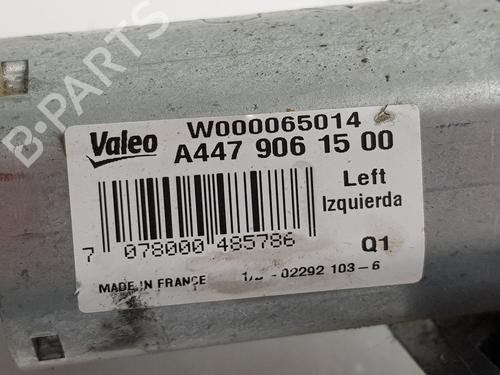 B-PARTS
Valeo
W000065014
A447 906 15 00
Left
Izquierda
7 078000 485786
Q1
MADE IN FRANCE
02292 103-6